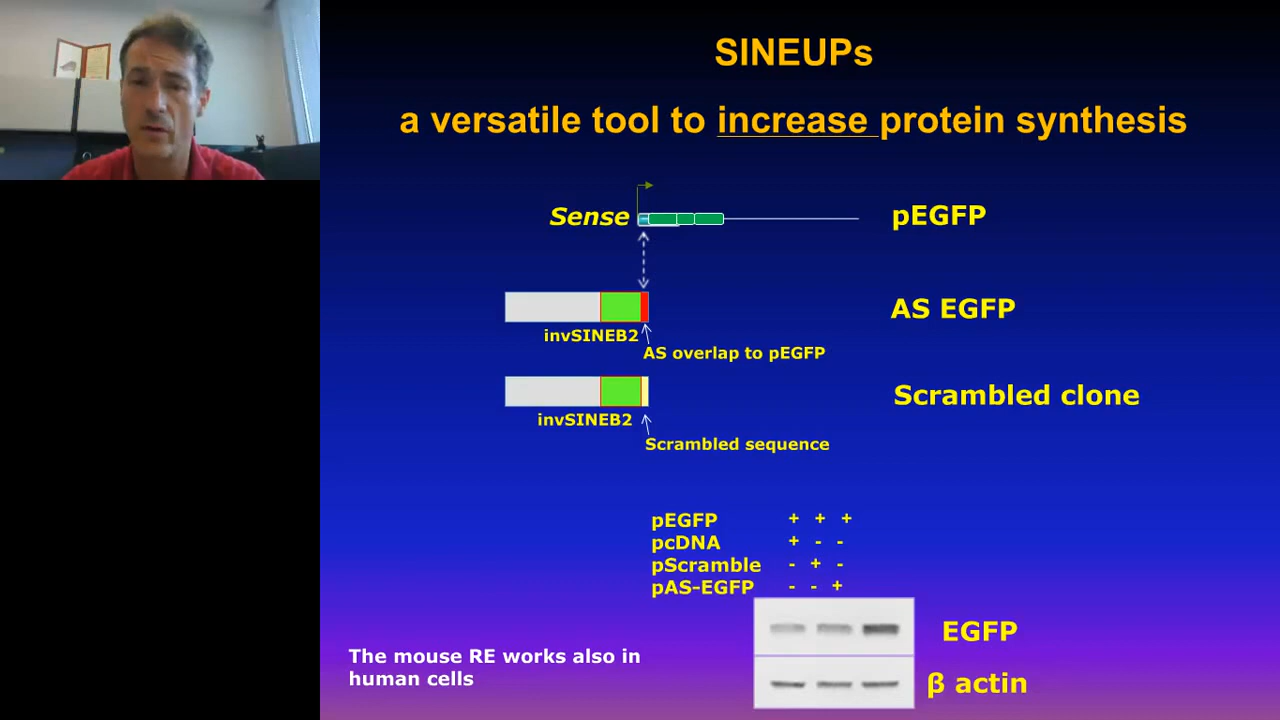 SINEUPs
a versatile tool to increase protein synthesis
Sense
pEGFP
AS EGFP
invSINEB2
AS overlap to pEGFP
Scrambled clone
invSINEB2
Scrambled sequence
pEGFP + + +
pcDNA + - -
pScramble - + -
pAS-EGFP - - +
EGFP
The mouse RE works also in
human cells
β actin